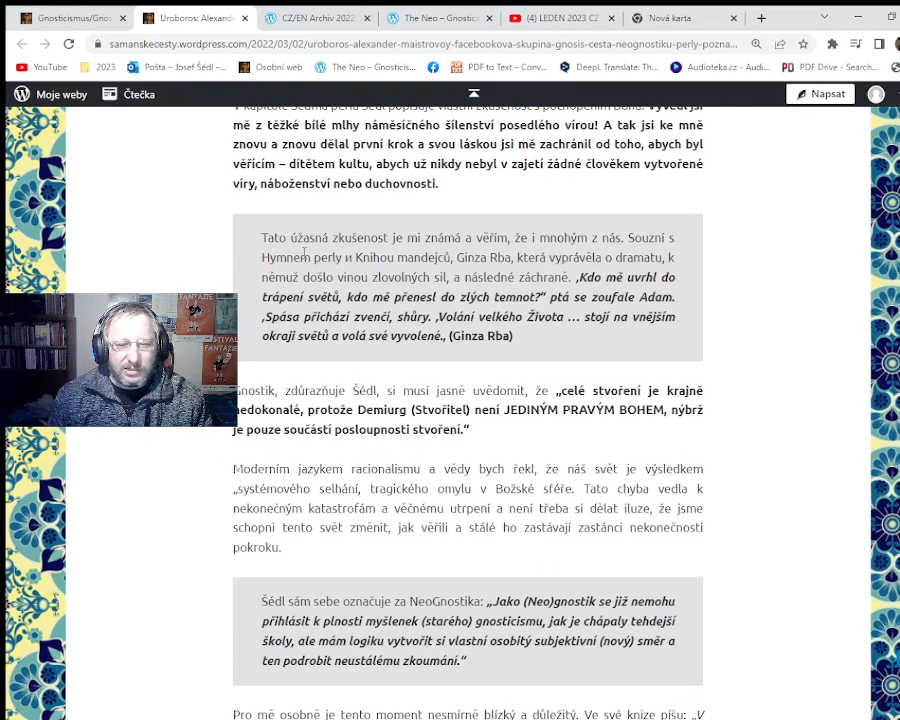 Gnosticismus/Gnos
Uroboros: Alexande
CZ/EN Archiv 2022
The Neo – Gnostice
(4) LEDEN 2023 CZ
Nová karta
samanskecesty.wordpress.com/2022/03/02/uroboros-alexander-maistrovoy-facebookova-skupina-gnosis-cesta-neognostiku-perly-pozna...
YouTube
2023
Pošta – Josef Šédl –...
Osobní web
The Neo – Gnostics...
PDF to Text – Conv...
DeepL Translate: Th...
Audioteka.cz - Audi...
PDF Drive - Search...
Moje weby
Čtečka
Napsat
V kapitole Sedmá perla Šédl popisuje vlastní zkušenost s pochopením Boha: Vyvedl jsi
mě z těžké bílé mlhy náměsíčného šílenství posedlého vírou! A tak jsi ke mně
znovu a znovu dělal první krok a svou láskou jsi mě zachránil od toho, abych byl
věřícím – dítětem kultu, abych už nikdy nebyl v zajetí žádné člověkem vytvořené
víry, náboženství nebo duchovnosti.
Tato úžasná zkušenost je mi známá a věřím, že i mnohým z nás. Souzní s
Hymnem perly и Knihou mandejců, Ginza Rba, která vyprávěla o dramatu, k
němuž došlo vinou zlovolných sil, a následné záchraně. ‚Kdo mě uvrhl do
trápení světů, kdo mě přenesl do zlých temnot?“ ptá se zoufale Adam.
‚Spása přichází zvenčí, shůry. ‚Volání velkého Života … stojí na vnějším
okraji světů a volá své vyvolené., (Ginza Rba)
Gnostik, zdůrazňuje Šédl, si musí jasně uvědomit, že „celé stvoření je krajně
nedokonalé, protože Demiurg (Stvořitel) není JEDINÝM PRAVÝM BOHEM, nýbrž
je pouze součástí posloupnosti stvoření.“
Moderním jazykem racionalismu a vědy bych řekl, že náš svět je výsledkem
„systémového selhání, tragického omylu v Božské sféře. Tato chyba vedla k
nekonečným katastrofám a věčnému utrpení a není třeba si dělat iluze, že jsme
schopni tento svět změnit, jak věřili a stálé ho zastávají zastánci nekonečnosti
pokroku.
Šédl sám sebe označuje za NeoGnostika: „Jako (Neo)gnostik se již nemohu
přihlásit k plnosti myšlenek (starého) gnosticismu, jak je chápaly tehdejší
školy, ale mám logiku vytvořit si vlastní osobitý subjektivní (nový) směr a
ten podrobit neustálému zkoumání.“
Pro mě osobně je tento moment nesmírně blízký a důležitý. Ve své knize píšu: „V
FANTAZIE